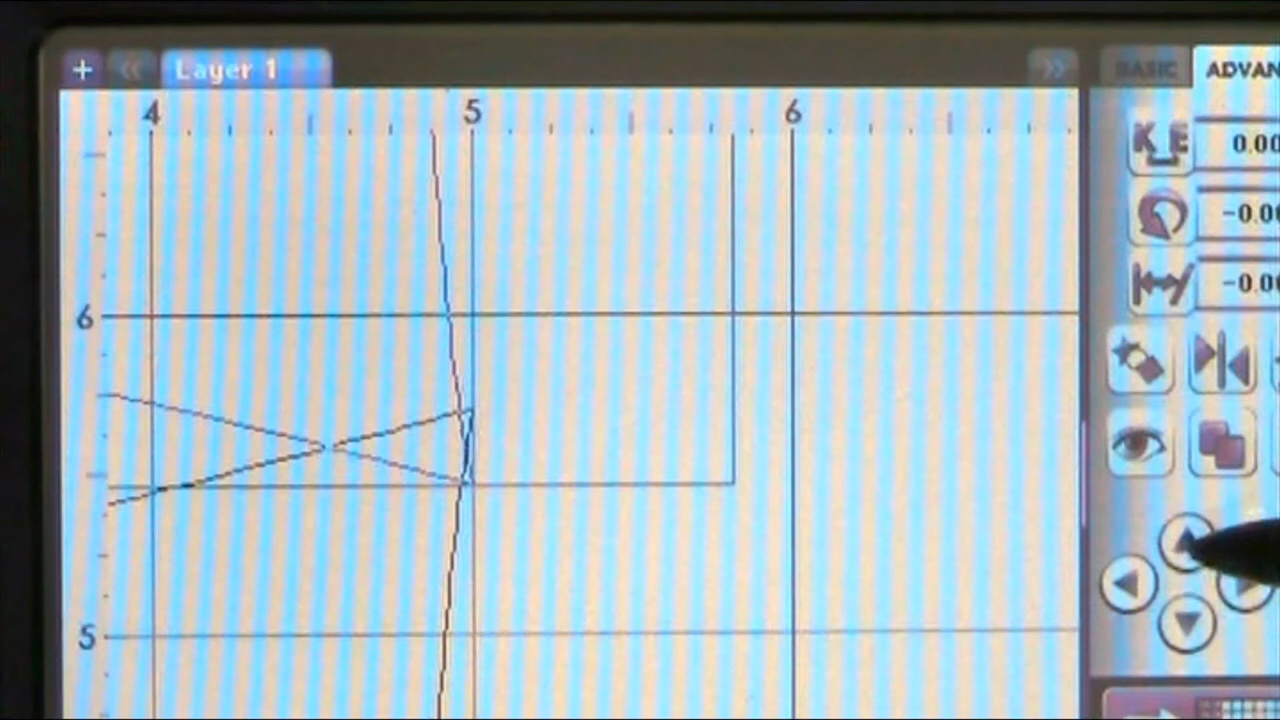 + << Layer 1 >> BASIC ADVAN
4 5 6
K E 0.00
-0.00
6 -0.00
5